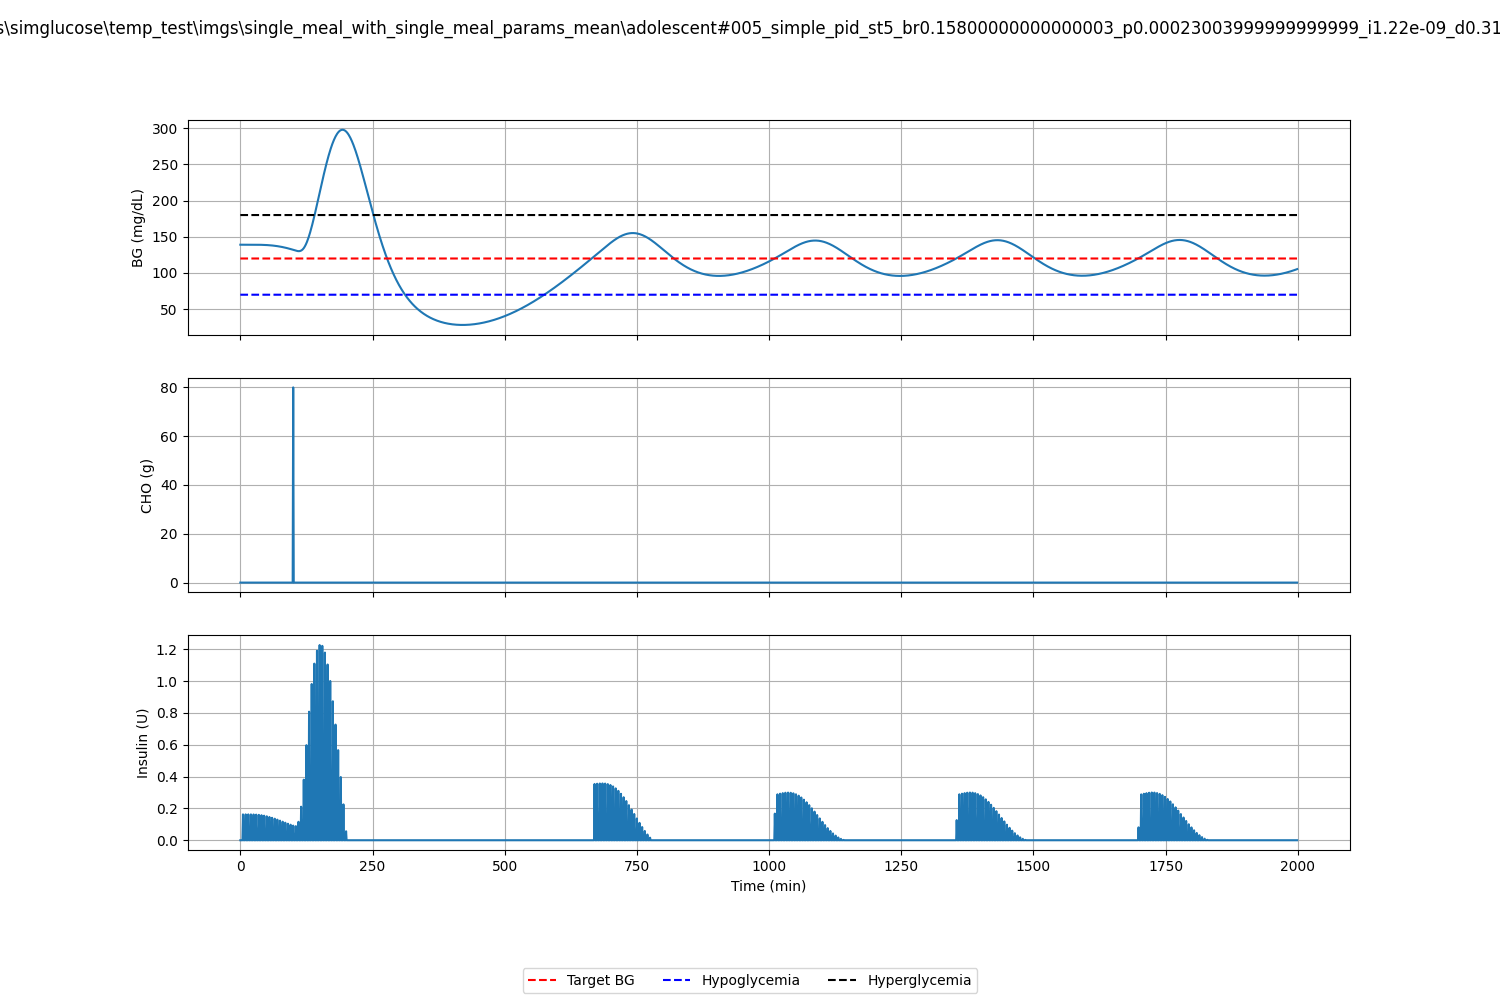 s\simglucose\temp_test\imgs\single_meal_with_single_meal_params_mean\adolescent#005_simple_pid_st5_br0.15800000000000003_p0.00023003999999999999_i1.22e-09_d0.31
300
250
200
150
100
50
BG (mg/dL)
80
60
40
20
0
CHO (g)
1.2
1.0
0.8
0.6
0.4
0.2
0.0
Insulin (U)
0 250 500 750 1000 1250 1500 1750 2000
Time (min)
Target BG Hypoglycemia Hyperglycemia